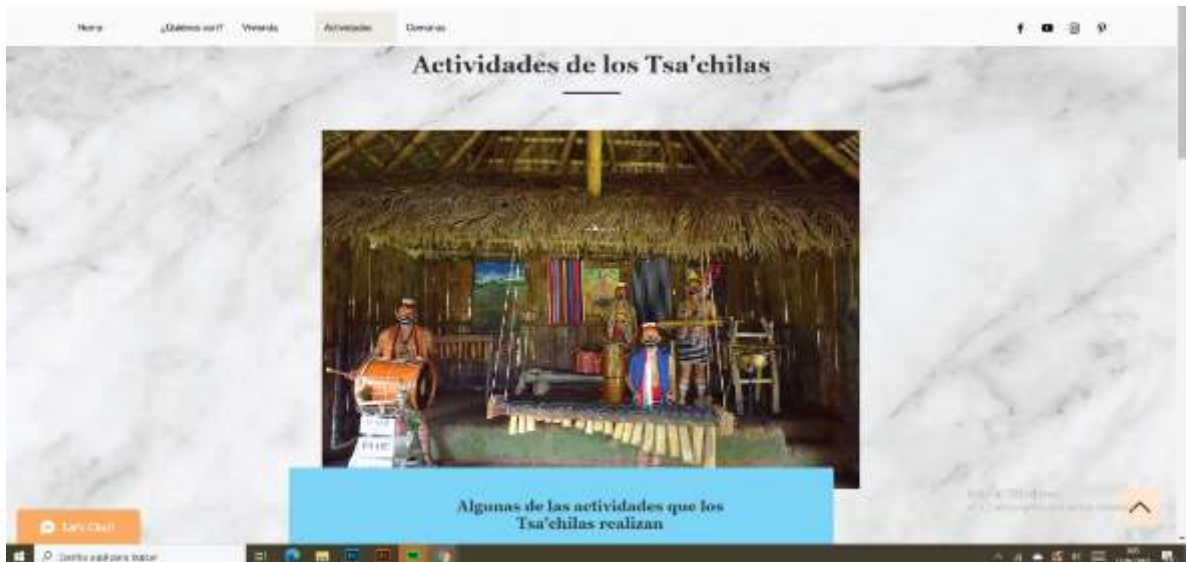 Home ¿Quiénes son? Vivienda Actividades Comunas
Actividades de los Tsa'chilas
Algunas de las actividades que los
Tsa'chilas realizan
Let's Chat!